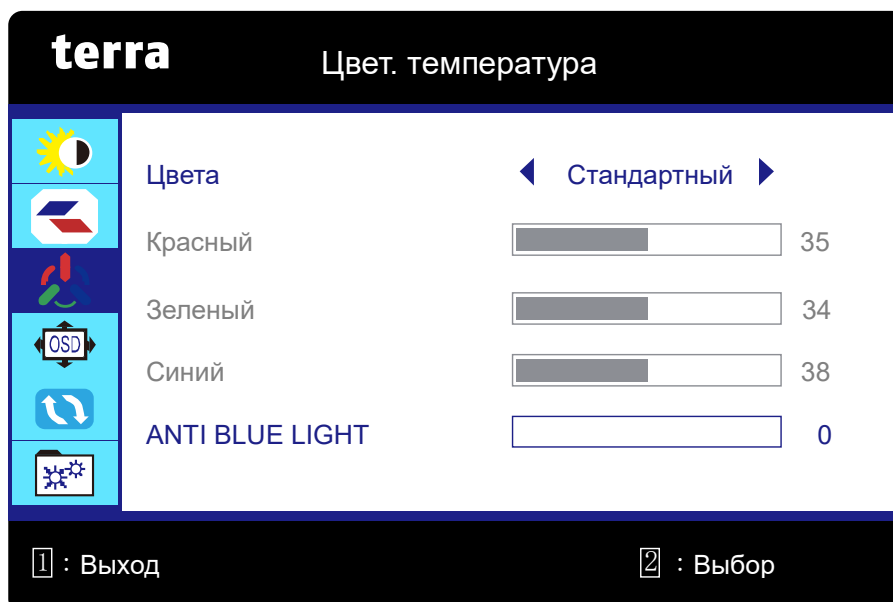 terra
Цвет. температура
Цвета Стандартный
Красный 35
Зеленый 34
OSD
Синий 38
ANTI BLUE LIGHT 0
1 : Выход 2 : Выбор